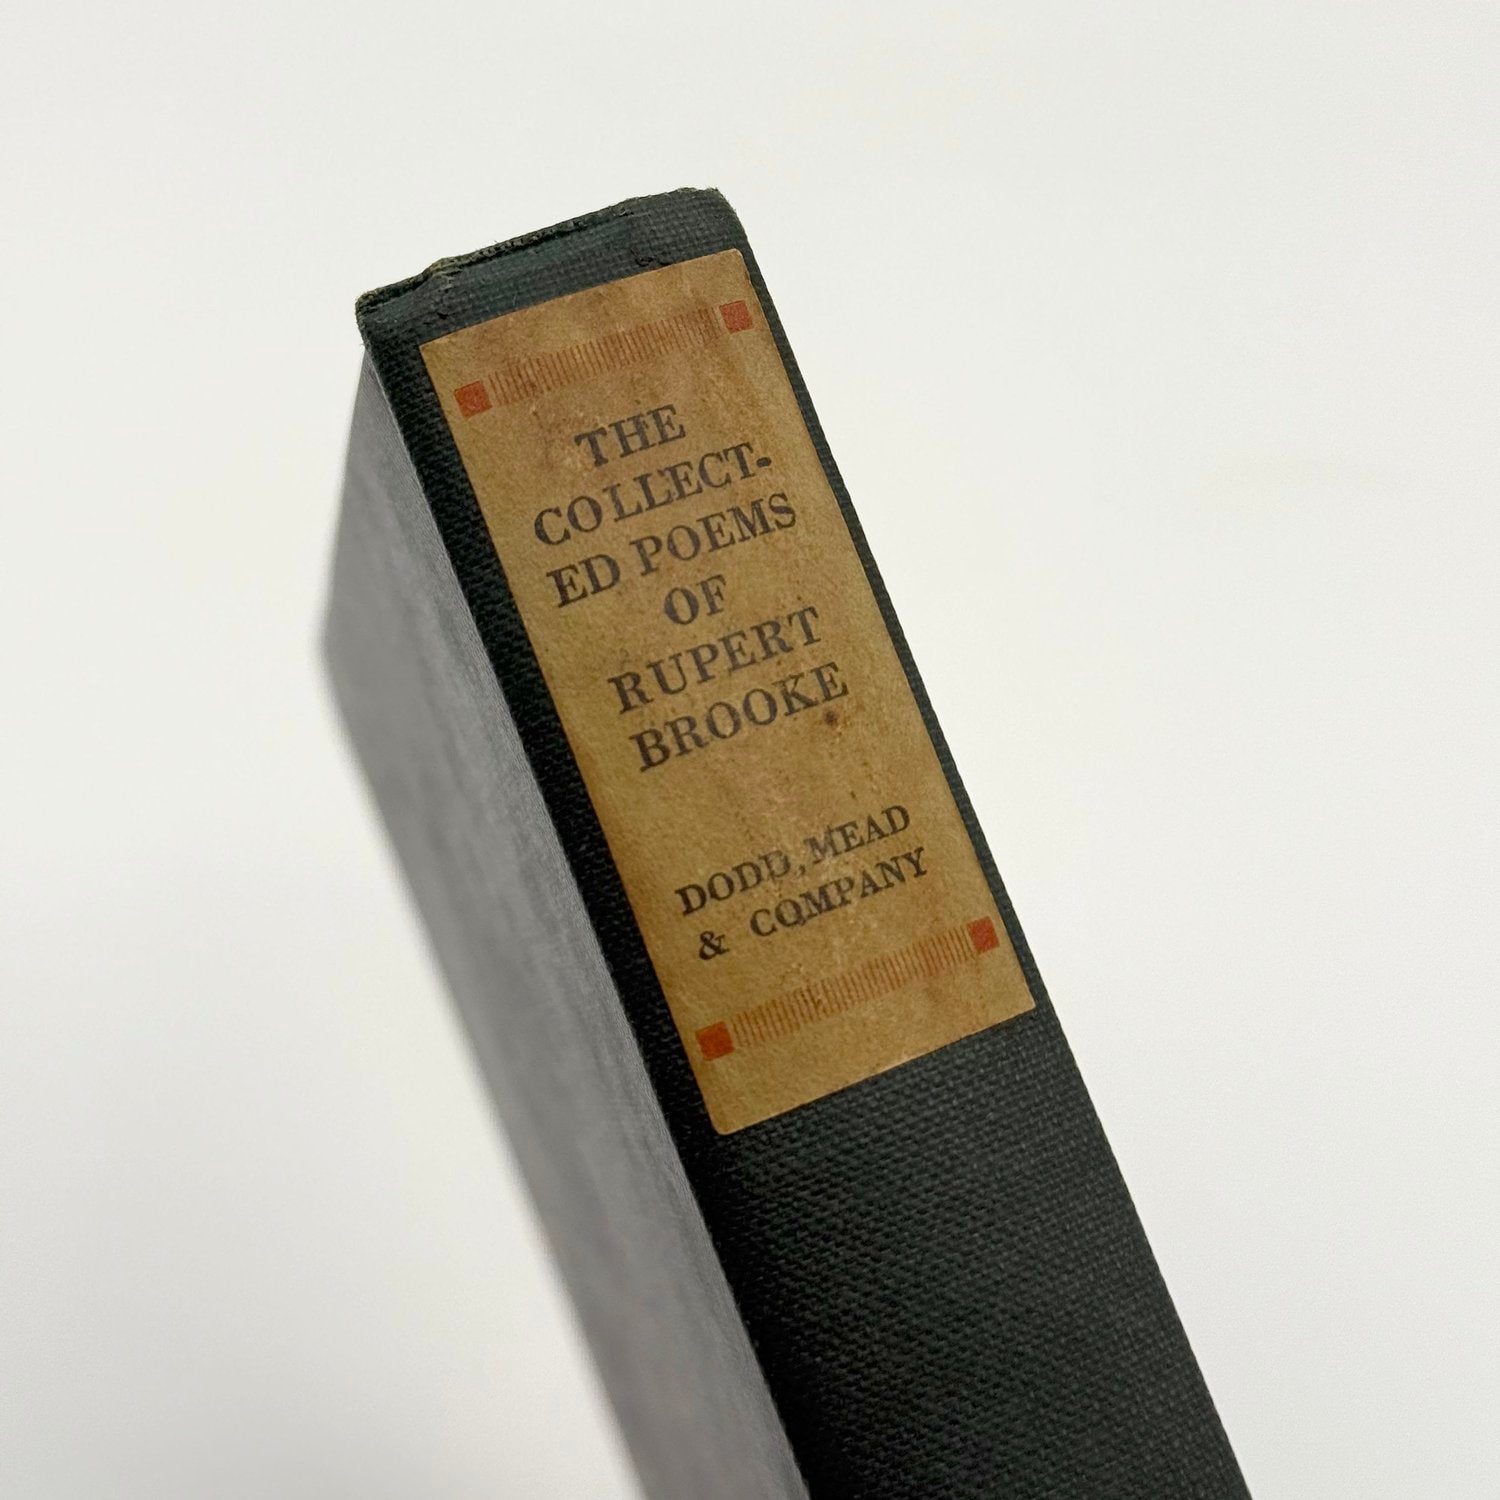 THE
COLLECT-
ED POEMS
OF
RUPERT
BROOKE
DODD, MEAD
& COMPANY